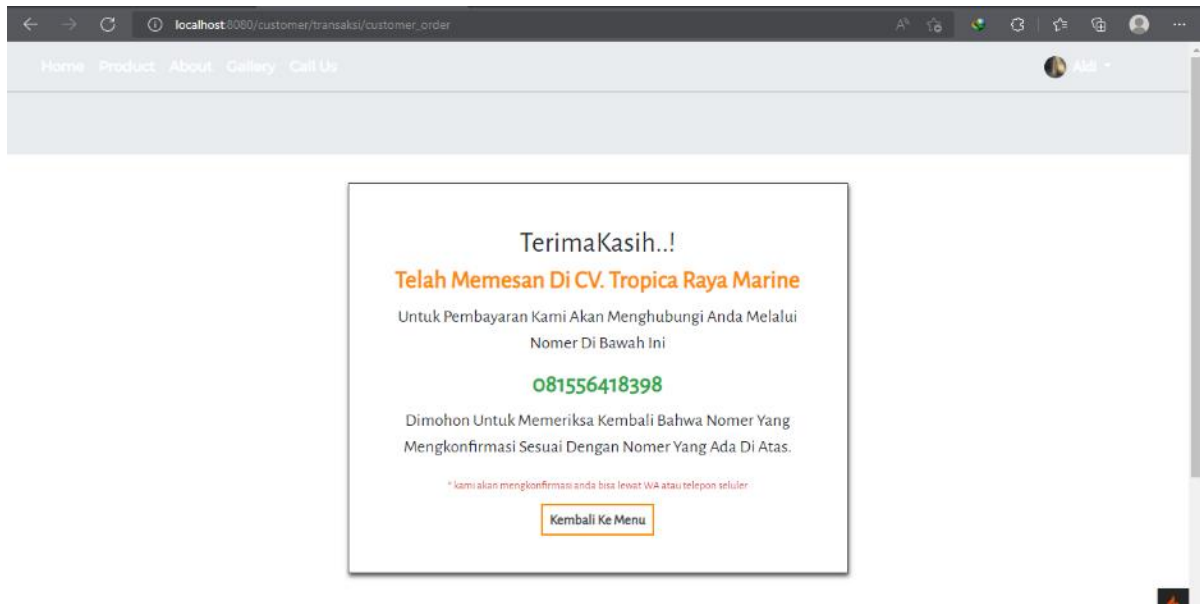 localhost:8080/customer/transaksi/customer_order
Home Product About Gallery Call Us
Aldi
TerimaKasih..!
Telah Memesan Di CV. Tropica Raya Marine
Untuk Pembayaran Kami Akan Menghubungi Anda Melalui
Nomer Di Bawah Ini
081556418398
Dimohon Untuk Memeriksa Kembali Bahwa Nomer Yang
Mengkonfirmasi Sesuai Dengan Nomer Yang Ada Di Atas.
* kami akan mengkonfirmasi anda bisa lewat WA atau telepon seluler
Kembali Ke Menu